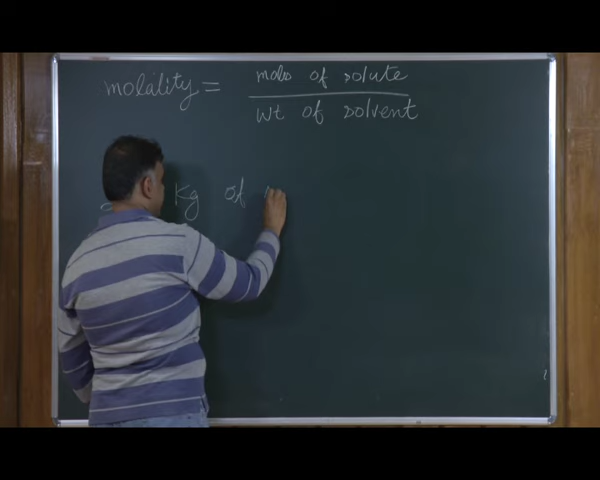 molality = moles of solute
wt of solvent
Kg of